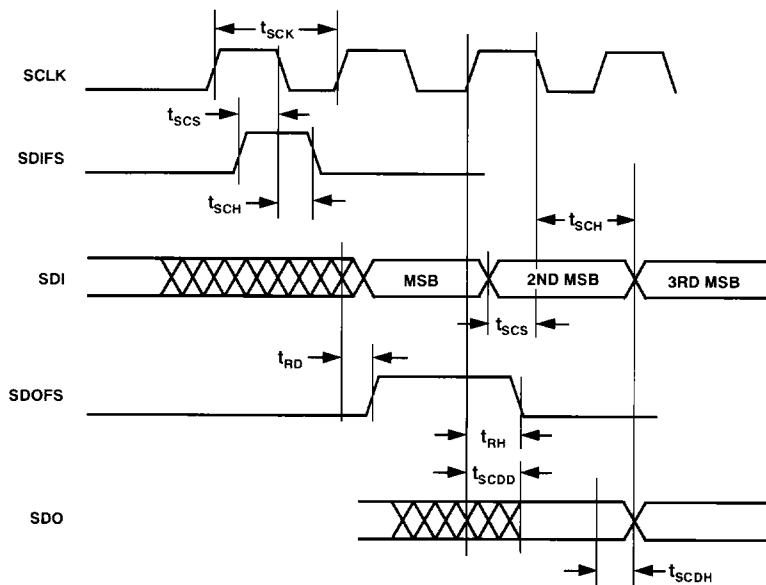 tSCK
SCLK
tSCS
SDIFS
tSCH
tSCH
SDI
MSB
2ND MSB
3RD MSB
tSCS
tRD
SDOFS
tRH
tSCDD
SDO
tSCDH